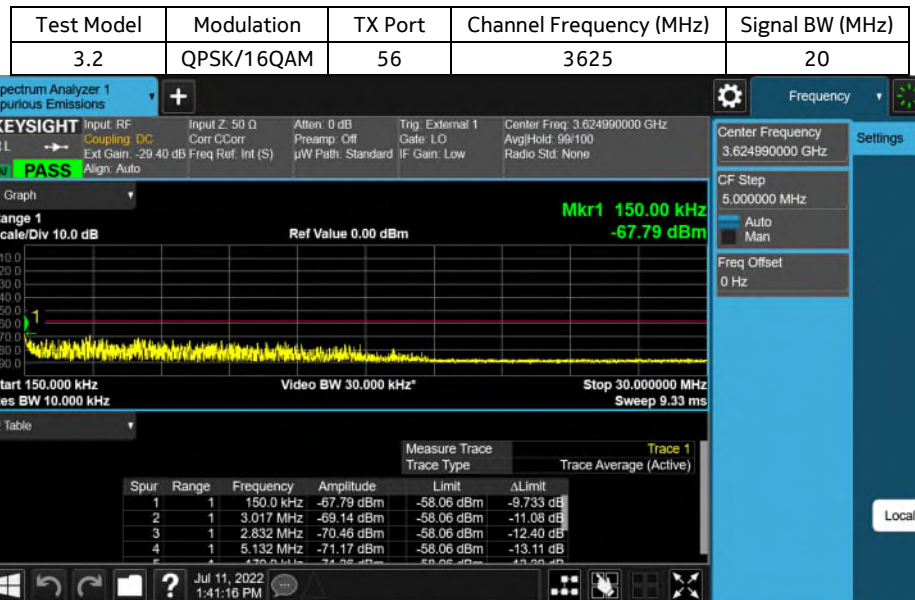 Test Model Modulation TX Port Channel Frequency (MHz) Signal BW (MHz)
3.2 QPSK/16QAM 56 3625 20
pectrum Analyzer 1
purious Emissions
+
Frequency
KEYSIGHT Input: RF Input Z: 50 Ω Atten: 0 dB Trig: External 1 Center Freq: 3.624990000 GHz
Coupling: DC Corr CCorr Preamp: Off Gate: LO Avg|Hold: 99/100
Ext Gain: -29.40 dB Freq Ref: Int (S) µW Path: Standard IF Gain: Low Radio Std: None
PASS Align: Auto
Center Frequency
3.624990000 GHz
Settings
CF Step
5.000000 MHz
Auto
Man
Freq Offset
0 Hz
Local
Graph
ange 1
cale/Div 10.0 dB Ref Value 0.00 dBm
Mkr1 150.00 kHz
-67.79 dBm
1
tart 150.000 kHz Video BW 30.000 kHz* Stop 30.000000 MHz
es BW 10.000 kHz Sweep 9.33 ms
Table
Measure Trace Trace 1
Trace Type Trace Average (Active)
Spur Range Frequency Amplitude Limit ΔLimit
1 1 150.0 kHz -67.79 dBm -58.06 dBm -9.733 dB
2 1 3.017 MHz -69.14 dBm -58.06 dBm -11.08 dB
3 1 2.832 MHz -70.46 dBm -58.06 dBm -12.40 dB
4 1 5.132 MHz -71.17 dBm -58.06 dBm -13.11 dB
?
Jul 11, 2022
1:41:16 PM